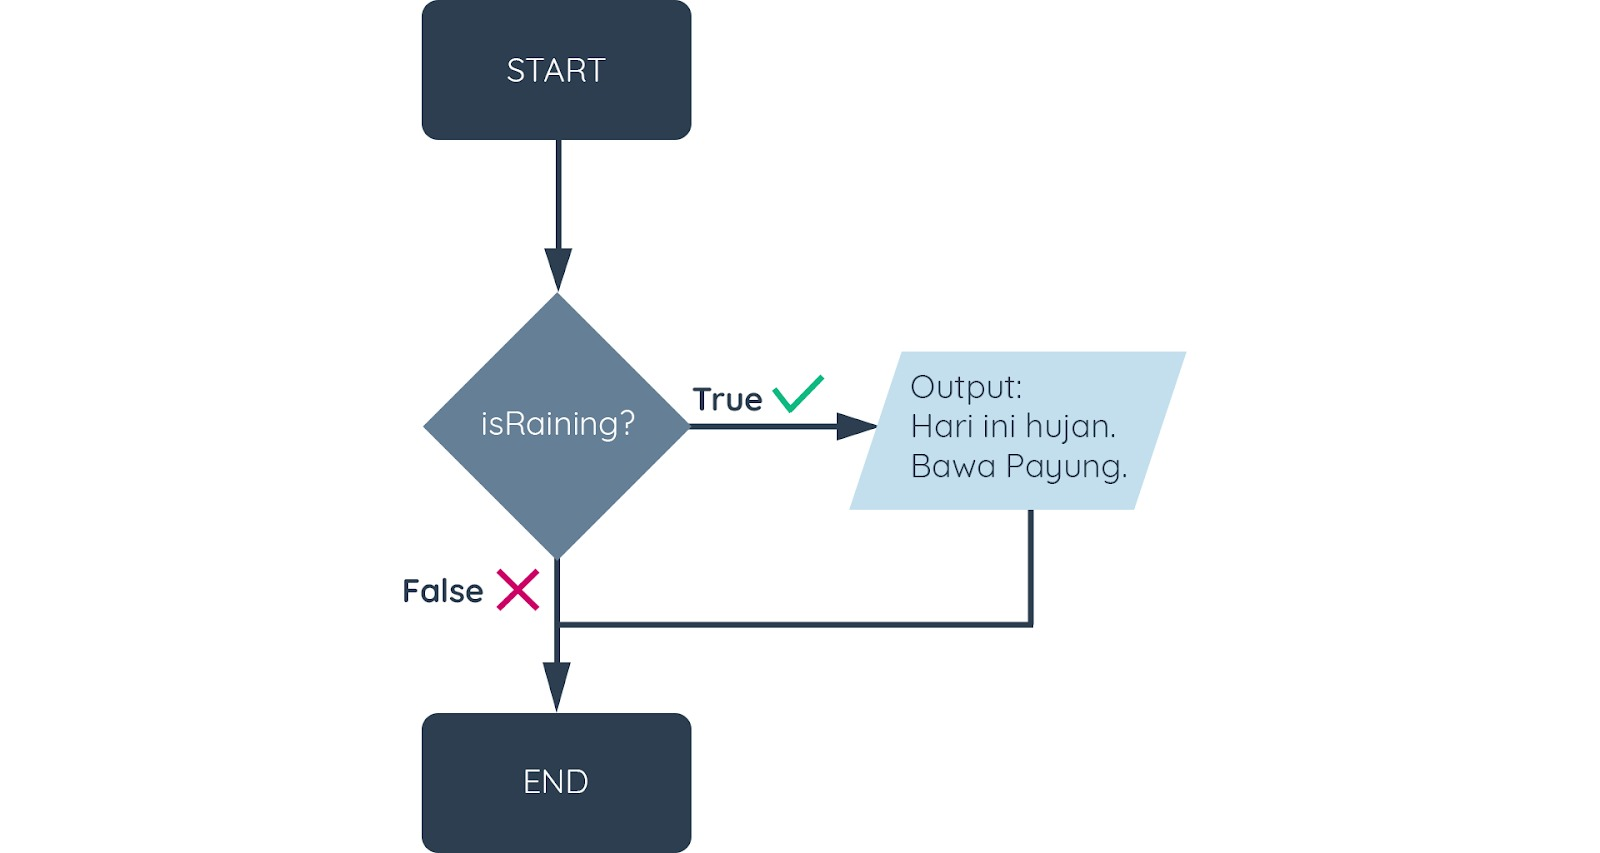 START
isRaining?
True
Output:
Hari ini hujan.
Bawa Payung.
False
END